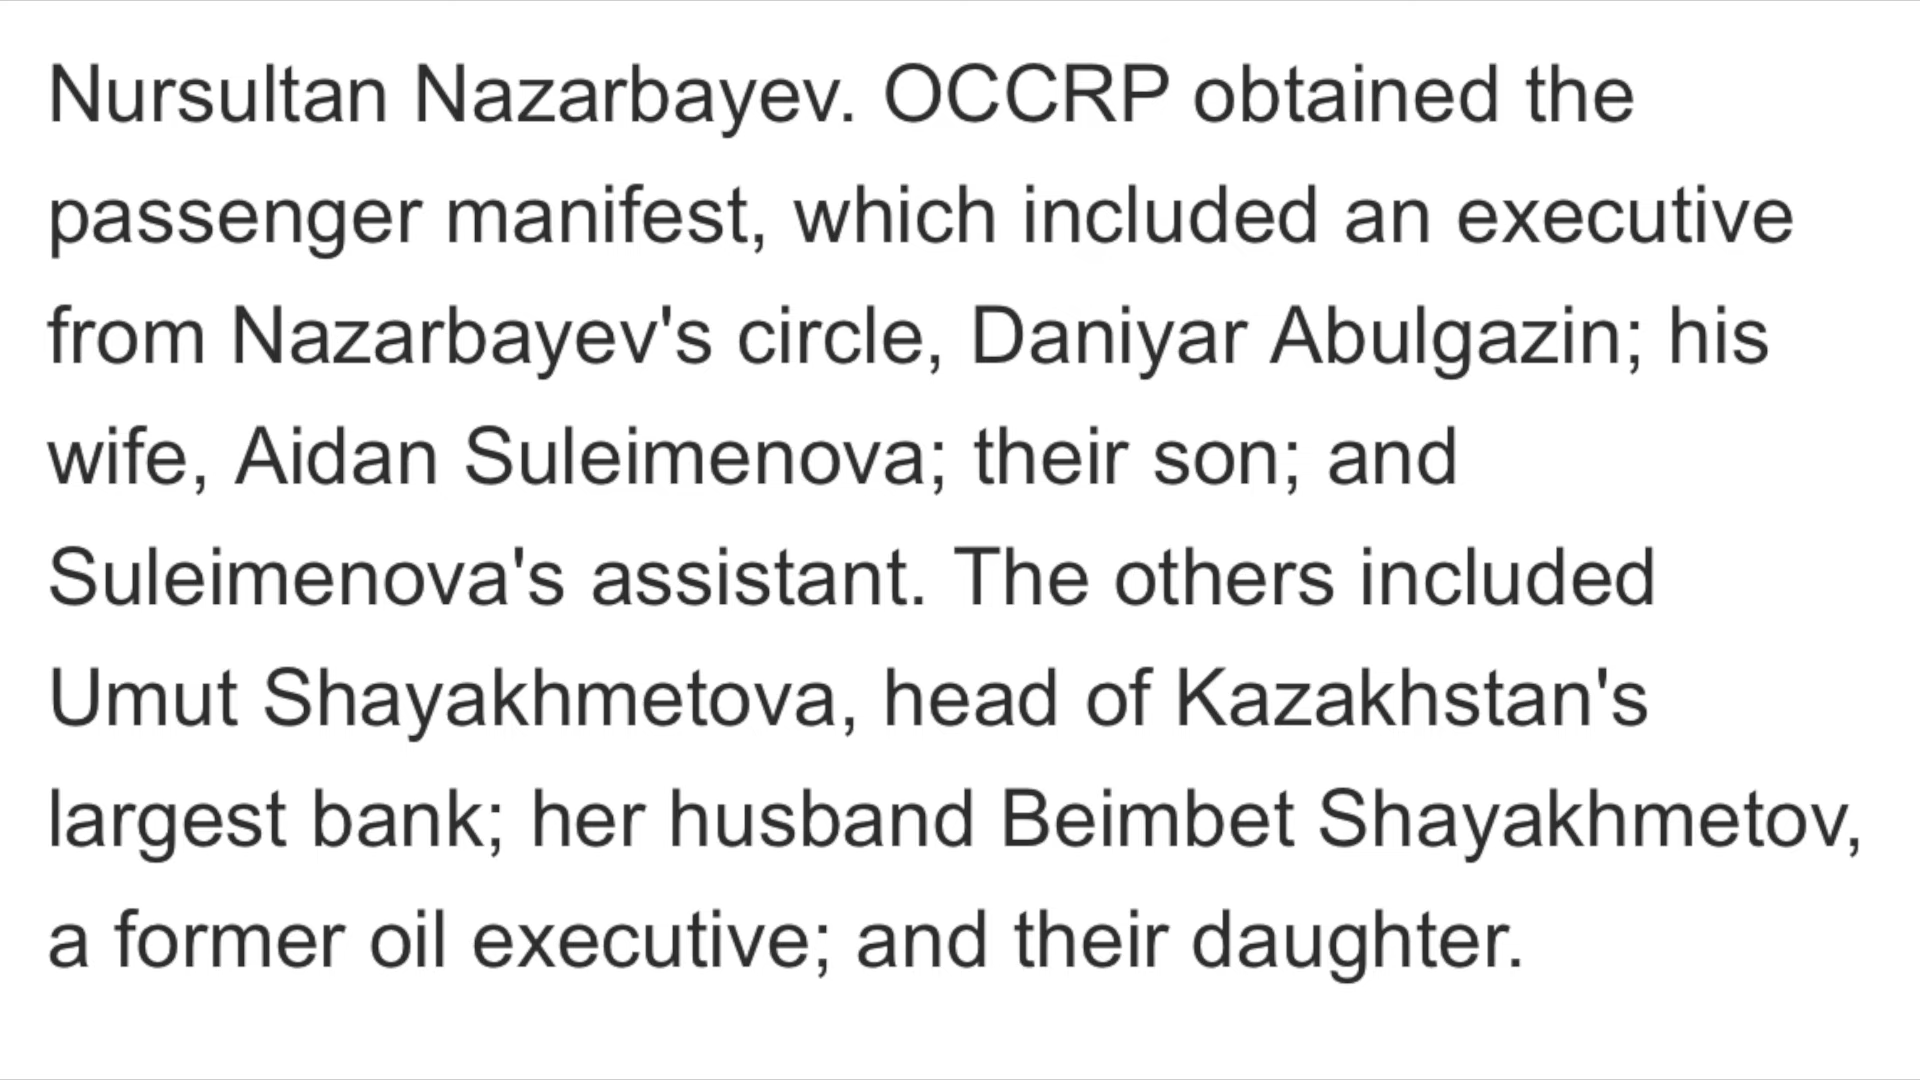 Nursultan Nazarbayev. OCCRP obtained the
passenger manifest, which included an executive
from Nazarbayev's circle, Daniyar Abulgazin; his
wife, Aidan Suleimenova; their son; and
Suleimenova's assistant. The others included
Umut Shayakhmetova, head of Kazakhstan's
largest bank; her husband Beimbet Shayakhmetov,
a former oil executive; and their daughter.